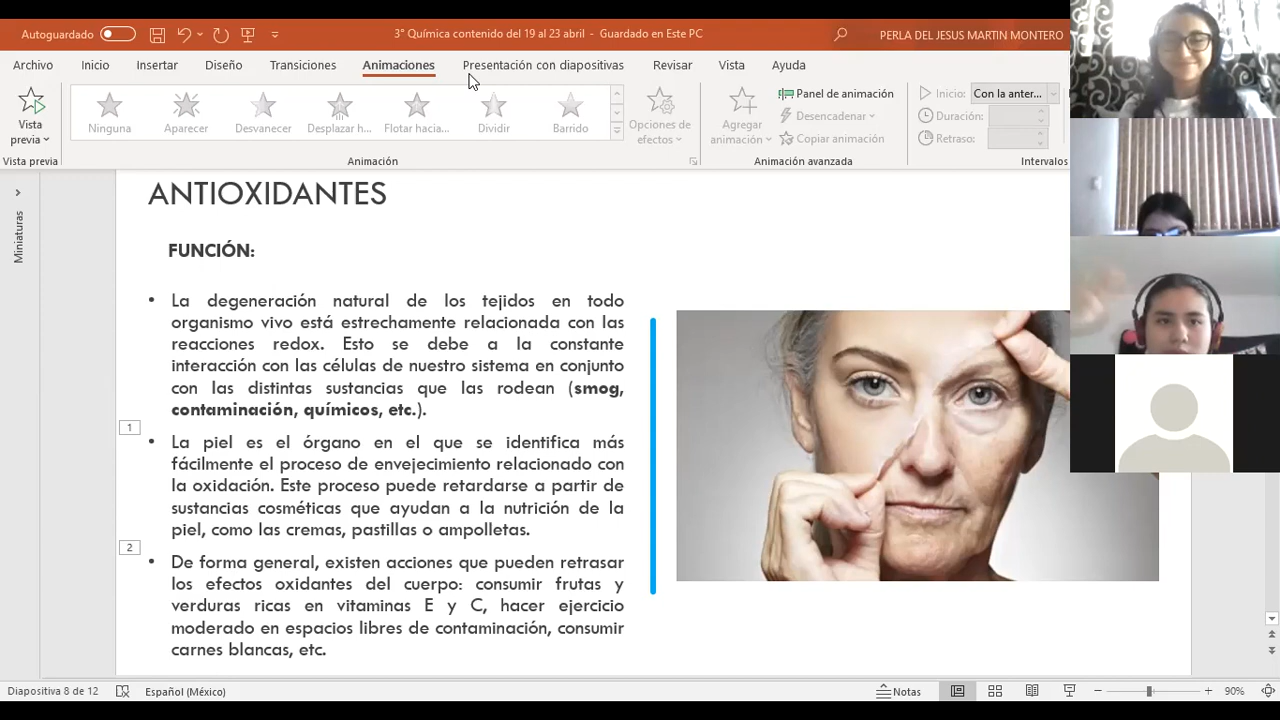 Autoguardado
3° Química contenido del 19 al 23 abril - Guardado en Este PC
PERLA DEL JESUS MARTIN MONTERO
Archivo Inicio Insertar Diseño Transiciones Animaciones Presentación con diapositivas Revisar Vista Ayuda
Vista previa
Ninguna Aparecer Desvanecer Desplazar h... Flotar hacia... Dividir Barrido
Opciones de efectos
Agregar animación
Panel de animación
Desencadenar
Copiar animación
Inicio: Con la anter...
Duración:
Retraso:
Vista previa Animación Animación avanzada Intervalos
Miniaturas
ANTIOXIDANTES
FUNCIÓN:
• La degeneración natural de los tejidos en todo
organismo vivo está estrechamente relacionada con las
reacciones redox. Esto se debe a la constante
interacción con las células de nuestro sistema en conjunto
con las distintas sustancias que las rodean (smog,
contaminación, químicos, etc.).
1
• La piel es el órgano en el que se identifica más
fácilmente el proceso de envejecimiento relacionado con
la oxidación. Este proceso puede retardarse a partir de
sustancias cosméticas que ayudan a la nutrición de la
piel, como las cremas, pastillas o ampolletas.
2
• De forma general, existen acciones que pueden retrasar
los efectos oxidantes del cuerpo: consumir frutas y
verduras ricas en vitaminas E y C, hacer ejercicio
moderado en espacios libres de contaminación, consumir
carnes blancas, etc.
Diapositiva 8 de 12 Español (México) Notas 90%